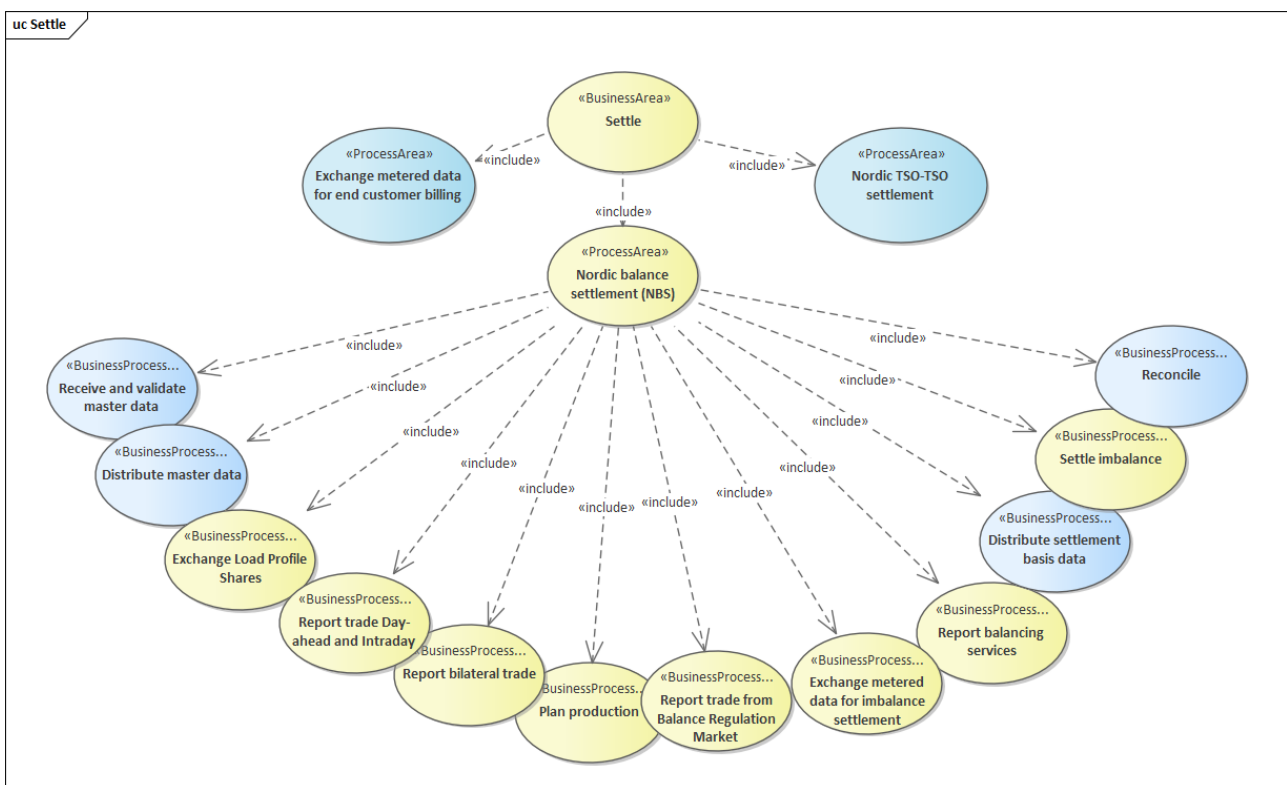 uc Settle
«BusinessArea»
Settle
«ProcessArea»
Exchange metered data
for end customer billing
«include»
«include»
«ProcessArea»
Nordic TSO-TSO
settlement
«include»
«ProcessArea»
Nordic balance
settlement (NBS)
«include»
«include»
«include»
«include»
«include»
«include»
«include»
«include»
«include»
«include»
«include»
«include»
«BusinessProcess...
Receive and validate
master data
«BusinessProcess...
Distribute master data
«BusinessProcess...
Exchange Load Profile
Shares
«BusinessProcess...
Report trade Day-
ahead and Intraday
«BusinessProcess...
Report bilateral trade
«BusinessProcess...
Plan production
«BusinessProcess...
Report trade from
Balance Regulation
Market
«BusinessProcess...
Exchange metered
data for imbalance
settlement
«BusinessProcess...
Report balancing
services
«BusinessProcess...
Distribute settlement
basis data
«BusinessProcess...
Settle imbalance
«BusinessProcess...
Reconcile